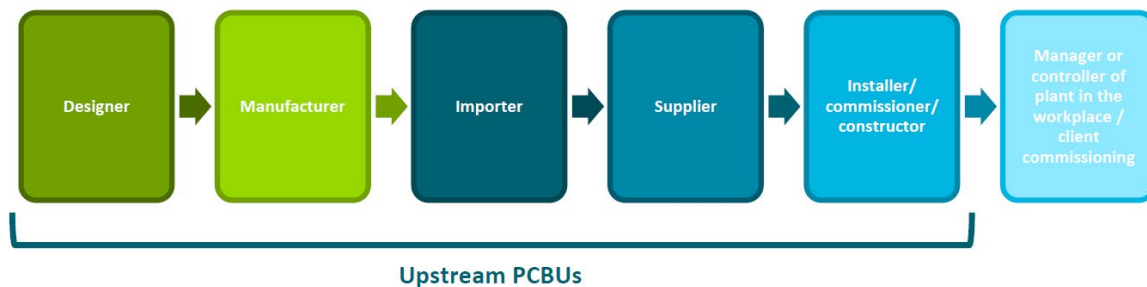 Designer
Manufacturer
Importer
Supplier
Installer/
commissioner/
constructor
Manager or
controller of
plant in the
workplace /
client
commissioning
Upstream PCBUs